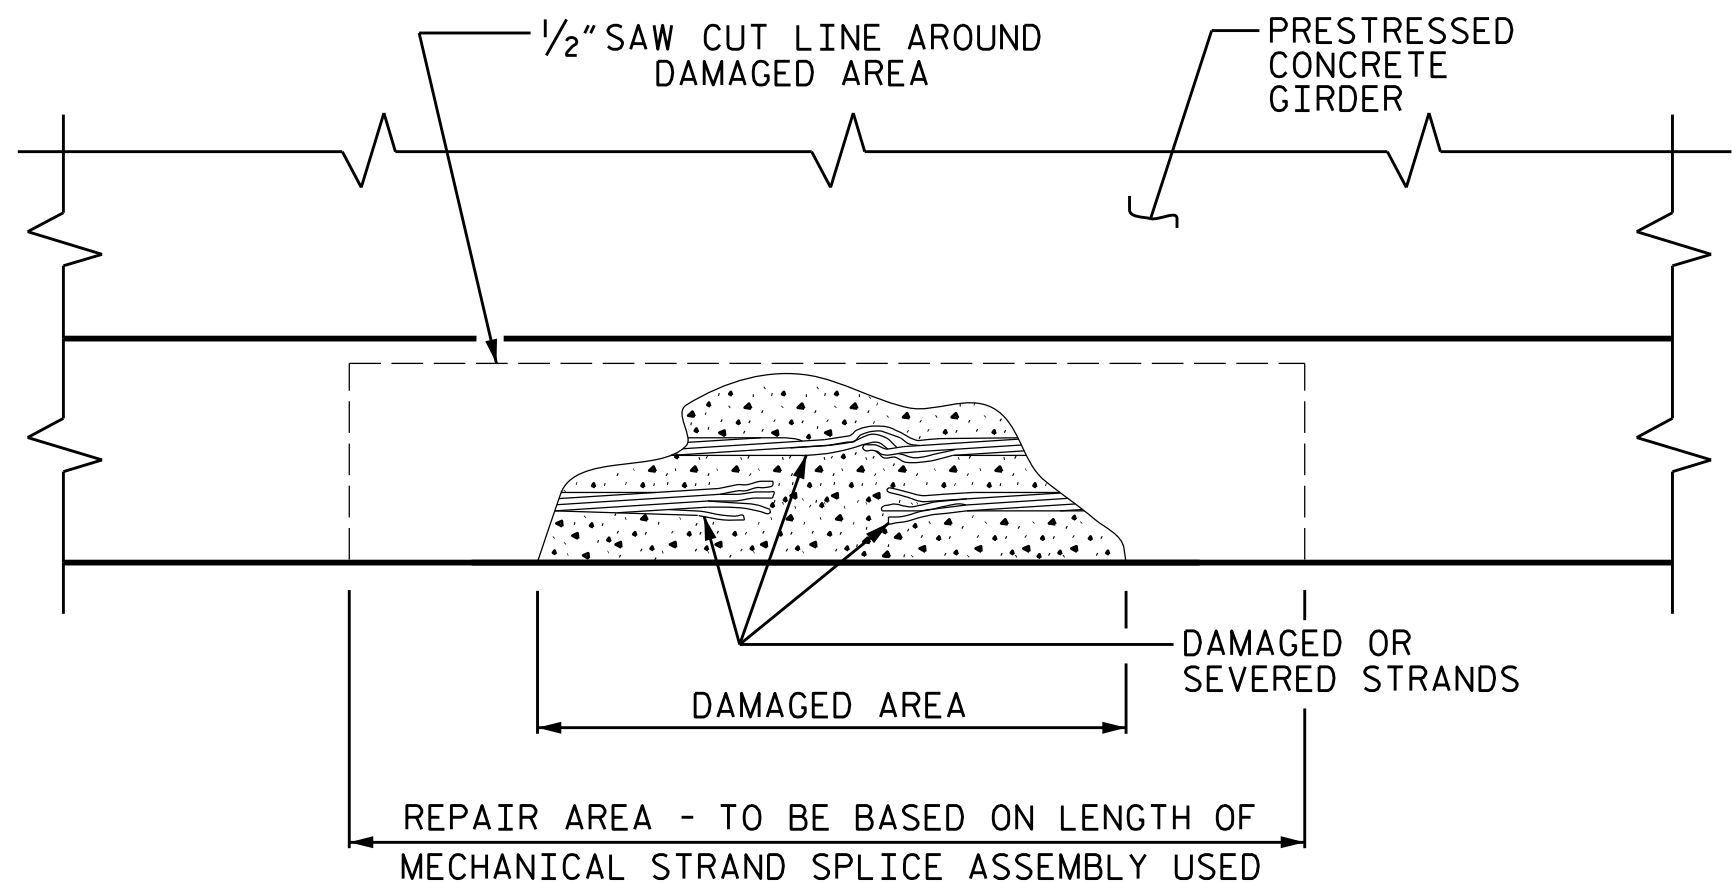 1/2" SAW CUT LINE AROUND
DAMAGED AREA
PRESTRESSED
CONCRETE
GIRDER
DAMAGED OR
SEVERED STRANDS
DAMAGED AREA
REPAIR AREA - TO BE BASED ON LENGTH OF
MECHANICAL STRAND SPLICE ASSEMBLY USED